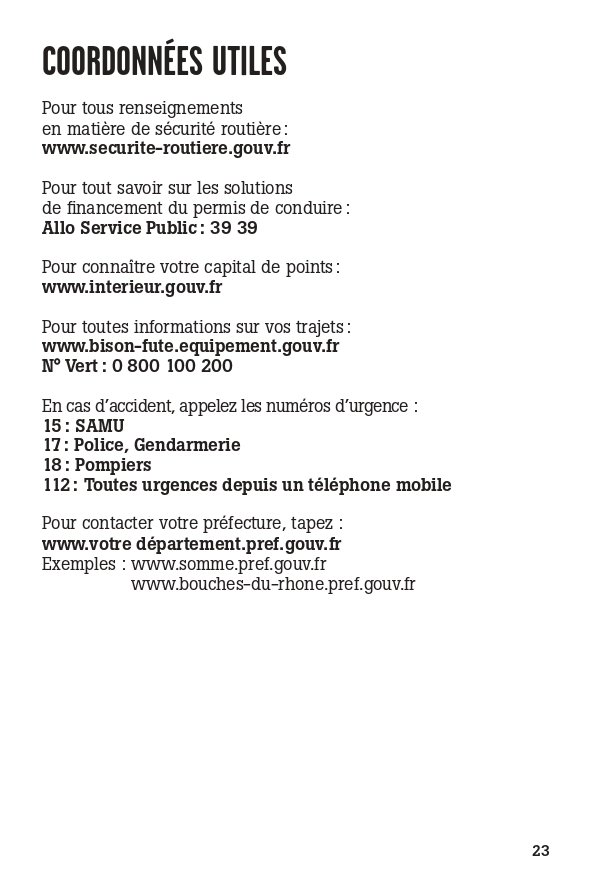 COORDONNÉES UTILES
Pour tous renseignements
en matière de sécurité routière :
www.securite-routiere.gouv.fr
Pour tout savoir sur les solutions
de financement du permis de conduire :
Allo Service Public : 39 39
Pour connaître votre capital de points :
www.interieur.gouv.fr
Pour toutes informations sur vos trajets :
www.bison-fute.equipement.gouv.fr
N° Vert : 0 800 100 200
En cas d'accident, appelez les numéros d'urgence :
15 : SAMU
17 : Police, Gendarmerie
18 : Pompiers
112 : Toutes urgences depuis un téléphone mobile
Pour contacter votre préfecture, tapez :
www.votre département.pref.gouv.fr
Exemples : www.somme.pref.gouv.fr
www.bouches-du-rhone.pref.gouv.fr
23